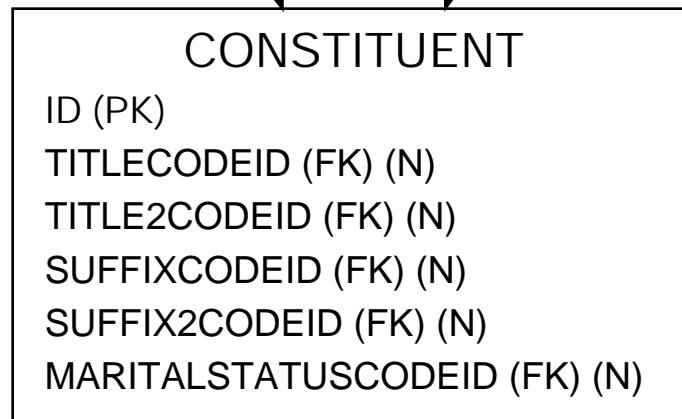 CONSTITUENT
ID (PK)
TITLECODEID (FK) (N)
TITLE2CODEID (FK) (N)
SUFFIXCODEID (FK) (N)
SUFFIX2CODEID (FK) (N)
MARITALSTATUSCODEID (FK) (N)